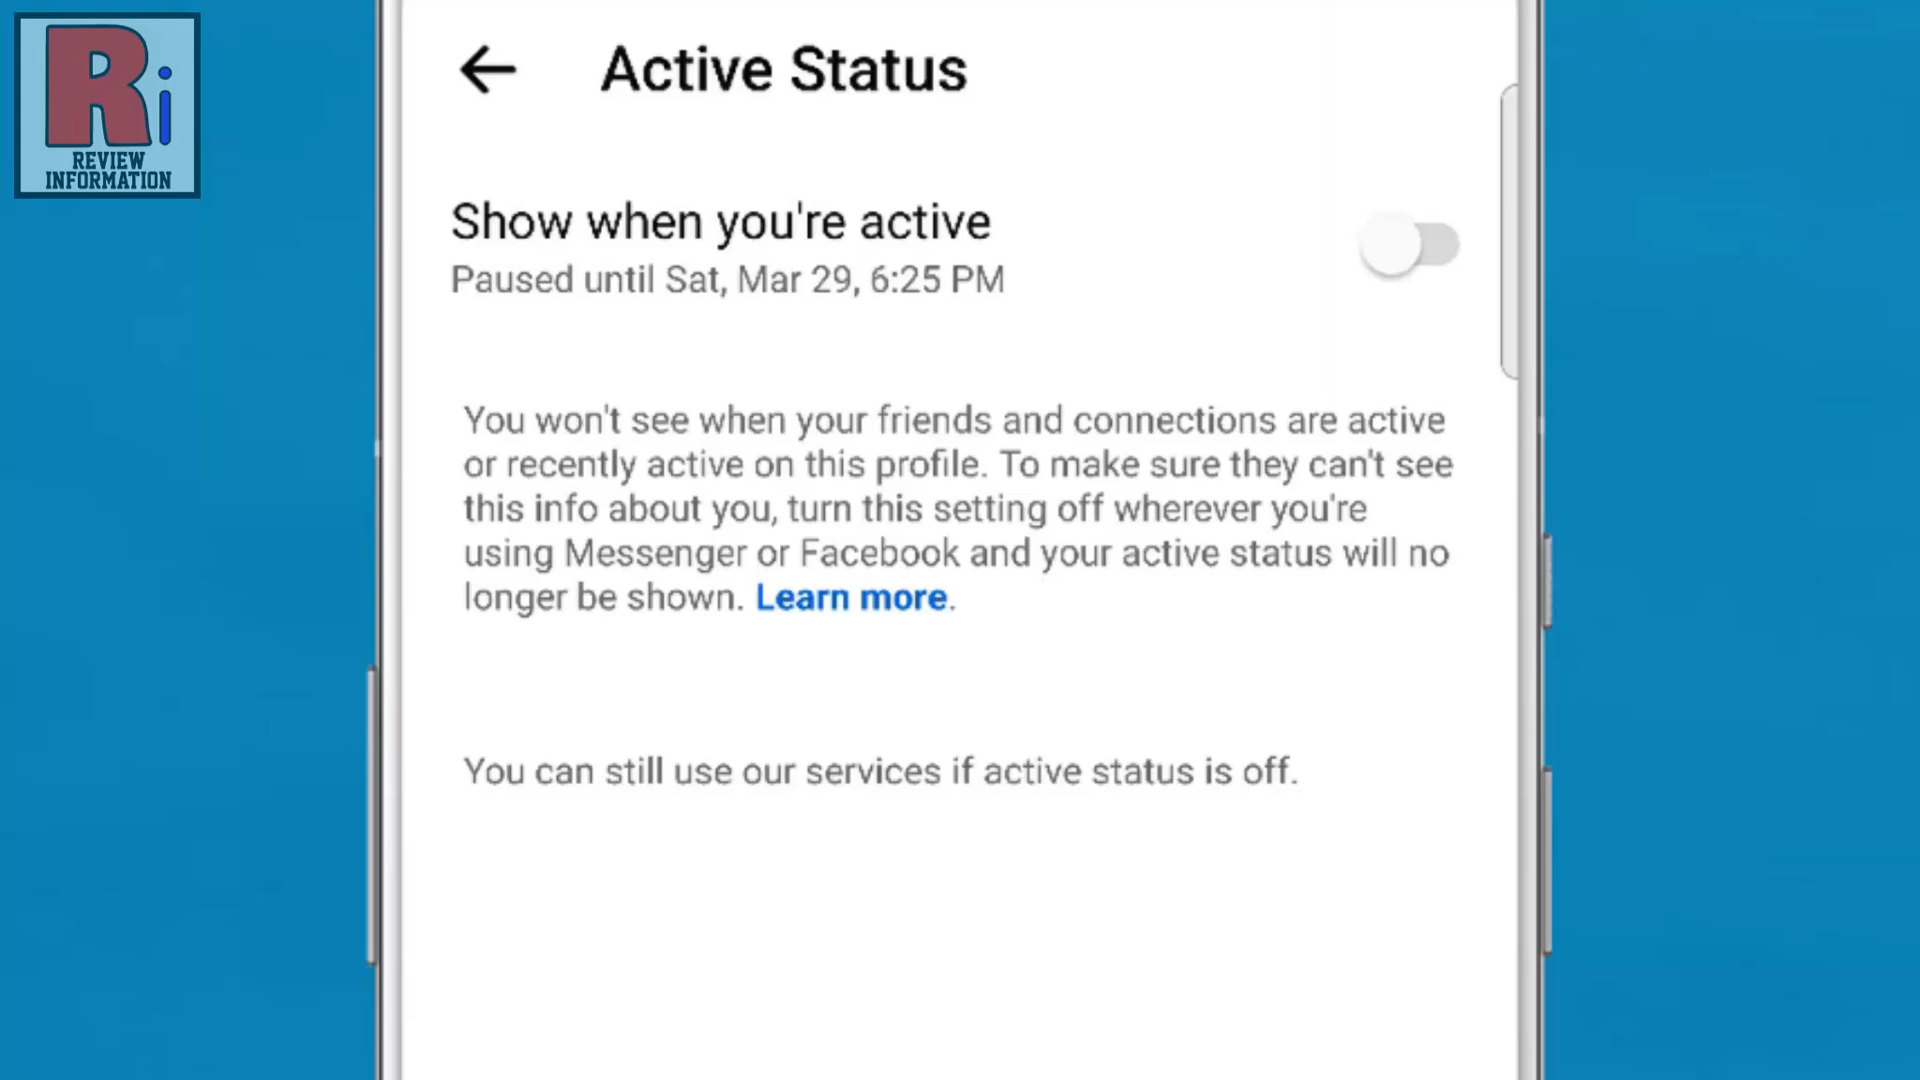 Ri
REVIEW
INFORMATION
Active Status
Show when you're active
Paused until Sat, Mar 29, 6:25 PM
You won't see when your friends and connections are active
or recently active on this profile. To make sure they can't see
this info about you, turn this setting off wherever you're
using Messenger or Facebook and your active status will no
longer be shown. Learn more.
You can still use our services if active status is off.